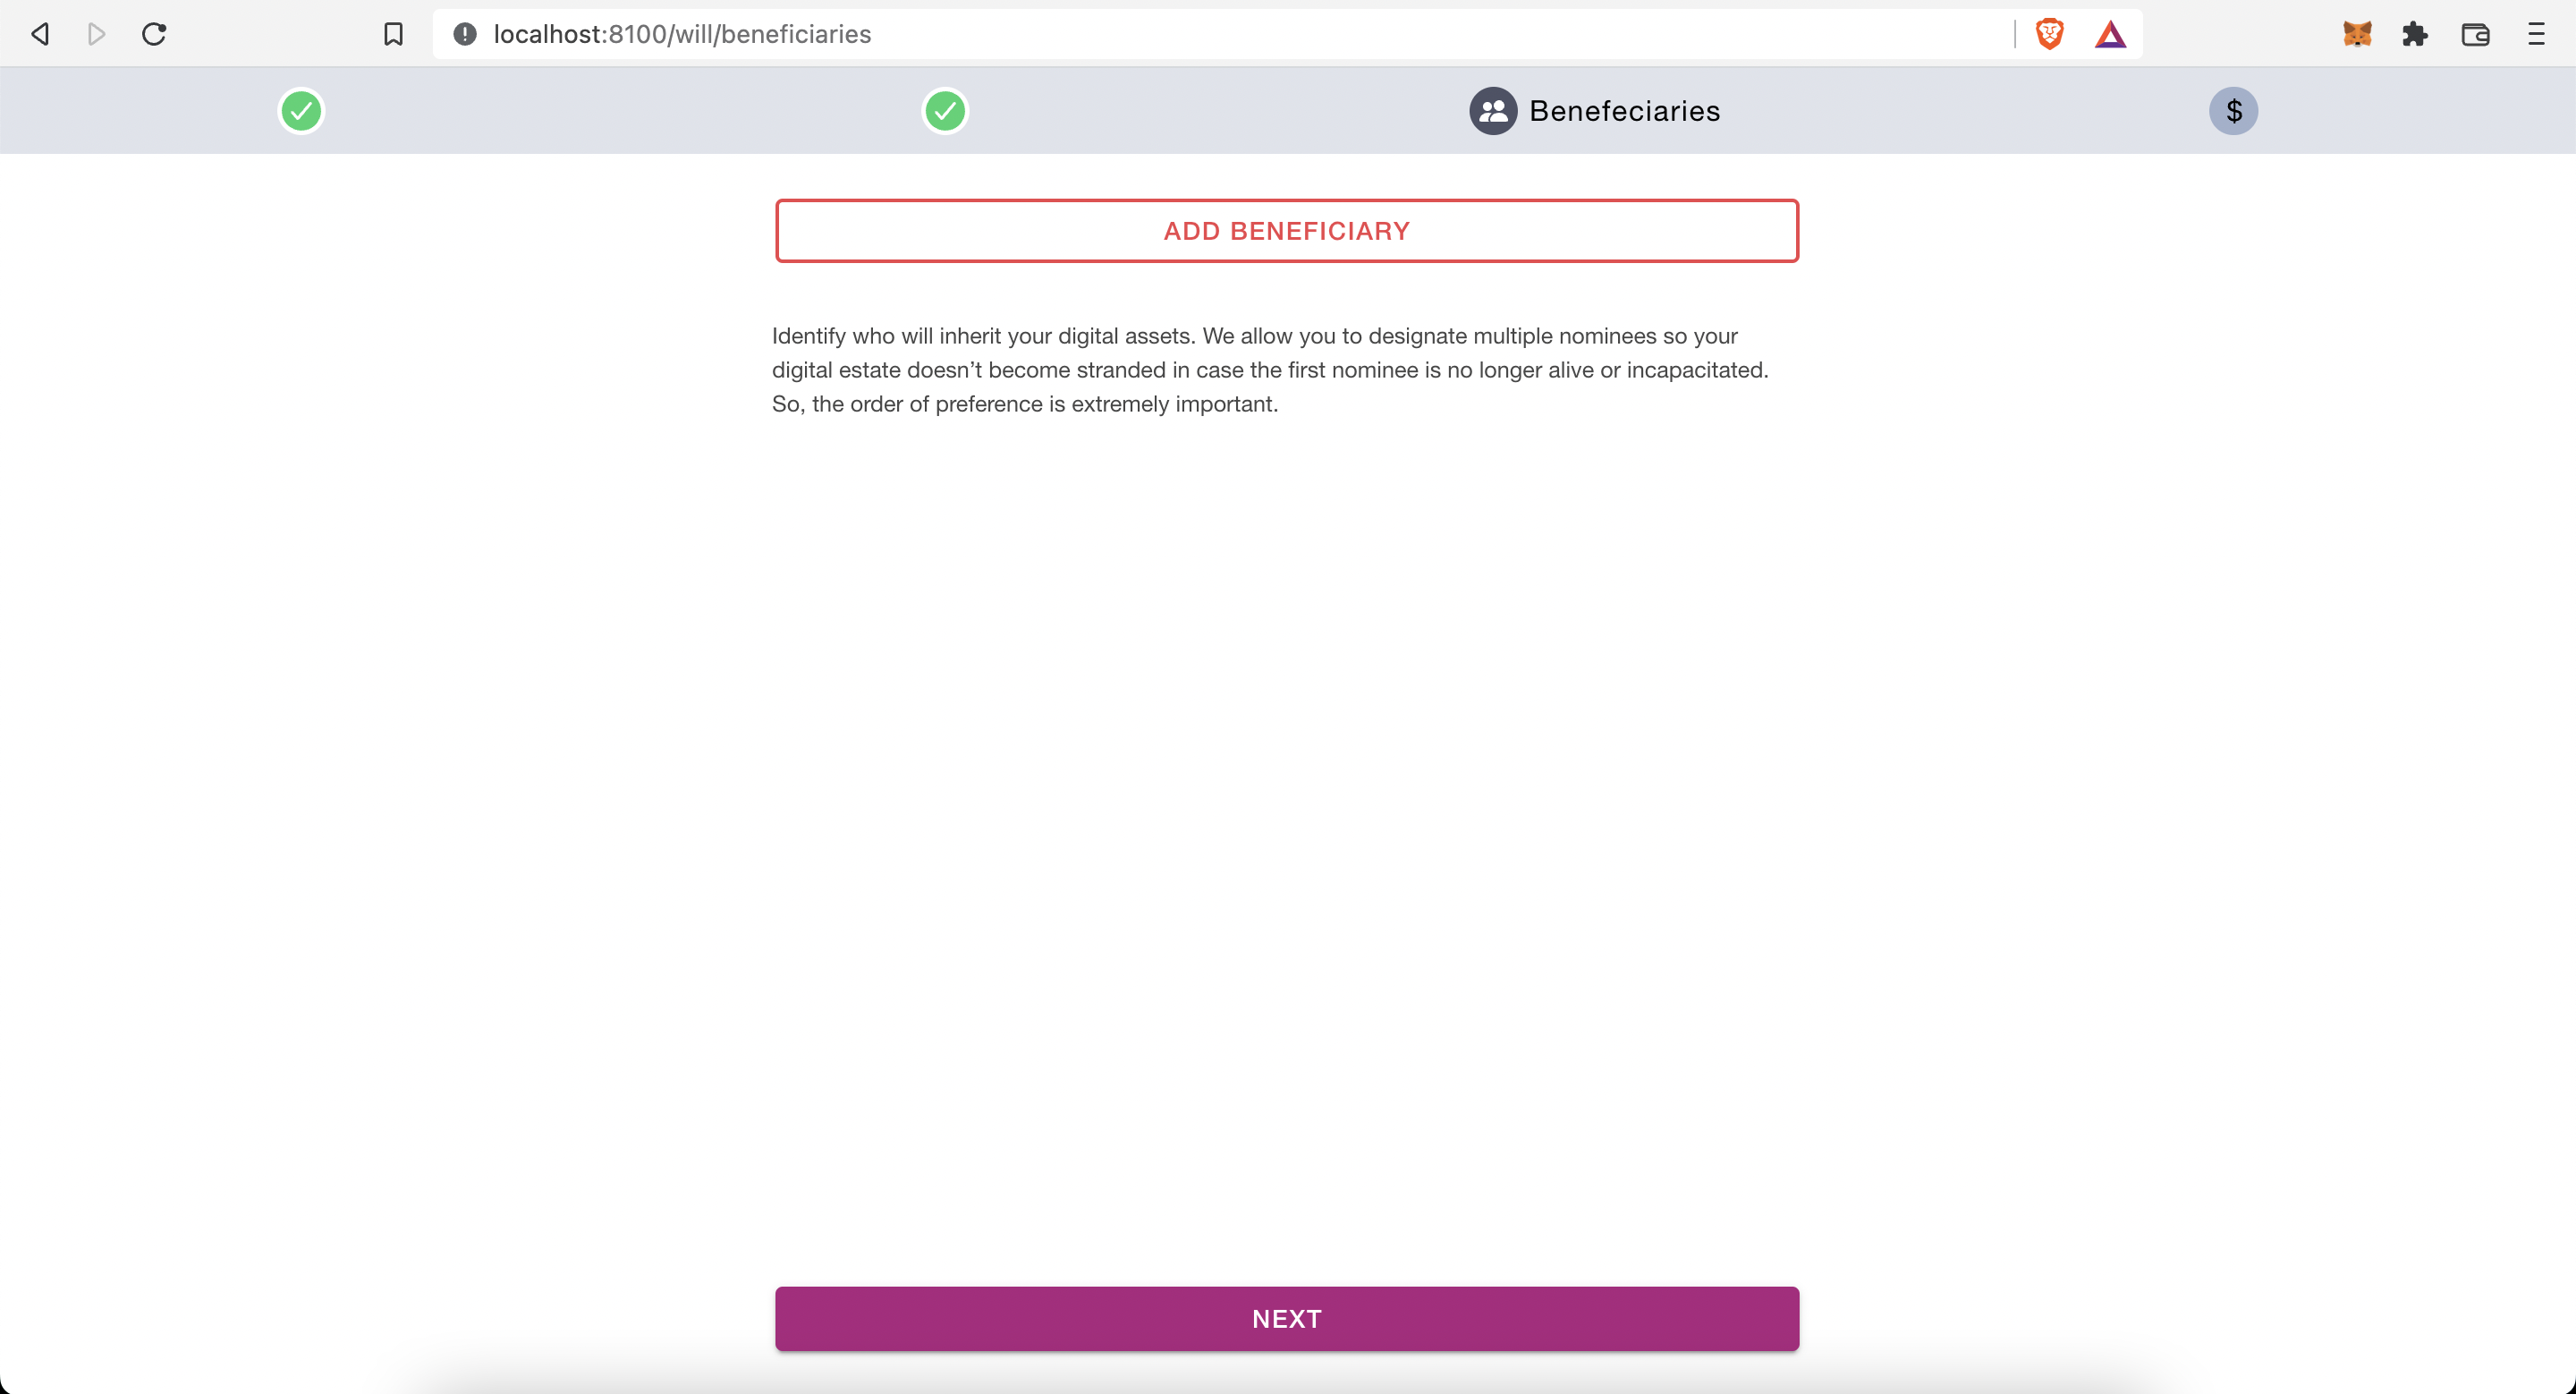 localhost:8100/will/beneficiaries
Benefeciaries
$
ADD BENEFICIARY
Identify who will inherit your digital assets. We allow you to designate multiple nominees so your
digital estate doesn’t become stranded in case the first nominee is no longer alive or incapacitated.
So, the order of preference is extremely important.
NEXT